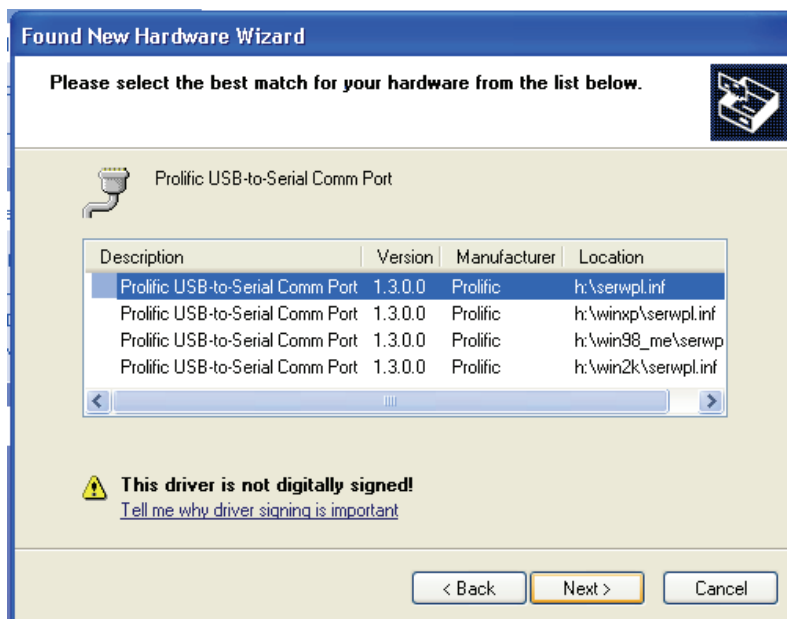 Found New Hardware Wizard
Please select the best match for your hardware from the list below.
Prolific USB-to-Serial Comm Port
Description Version Manufacturer Location
Prolific USB-to-Serial Comm Port 1.3.0.0 Prolific h:\serwpl.inf
Prolific USB-to-Serial Comm Port 1.3.0.0 Prolific h:\winxp\serwpl.inf
Prolific USB-to-Serial Comm Port 1.3.0.0 Prolific h:\win98_me\serwp
Prolific USB-to-Serial Comm Port 1.3.0.0 Prolific h:\win2k\serwpl.inf
This driver is not digitally signed!
Tell me why driver signing is important
< Back Next > Cancel